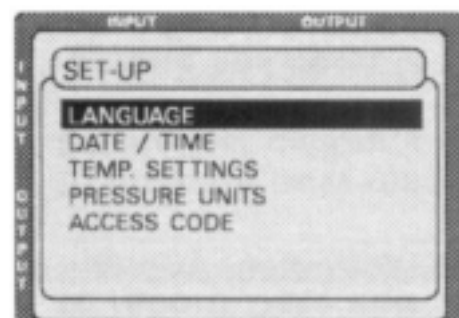 INPUT OUTPUT
INPUT OUTPUT
SET-UP
LANGUAGE
DATE / TIME
TEMP. SETTINGS
PRESSURE UNITS
ACCESS CODE